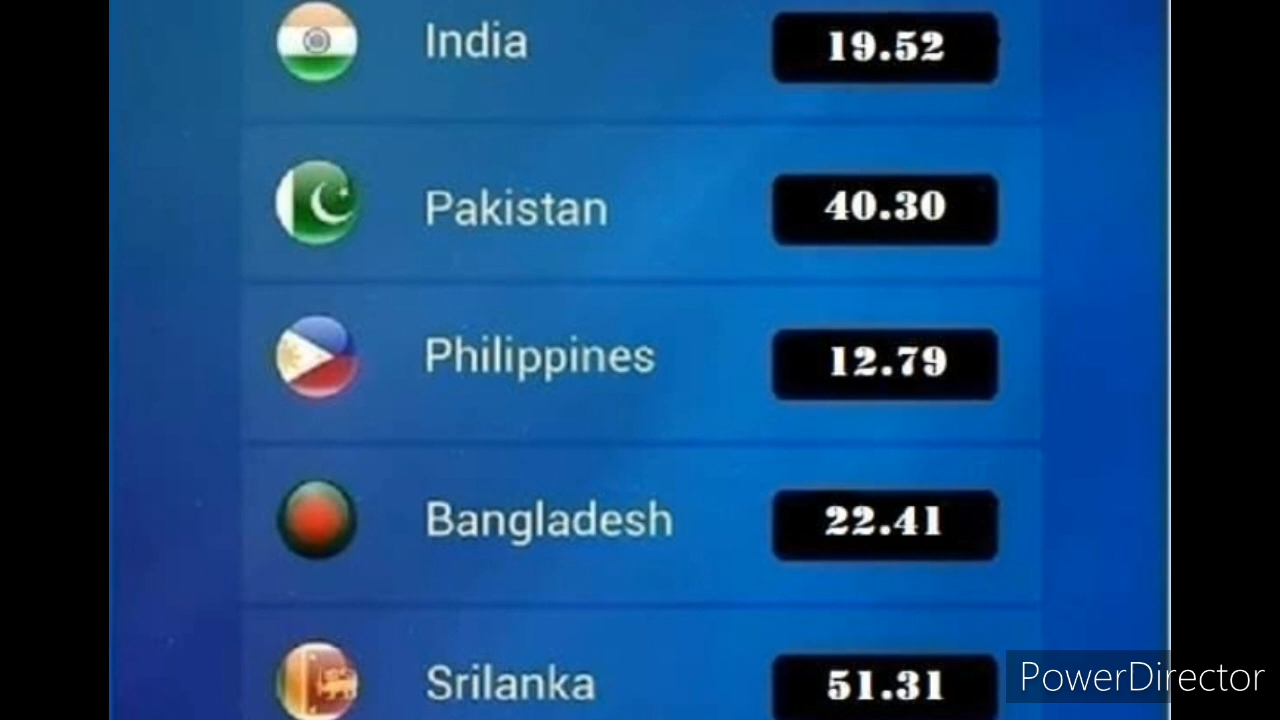 India 19.52
Pakistan 40.30
Philippines 12.79
Bangladesh 22.41
Srilanka 51.31
PowerDirector